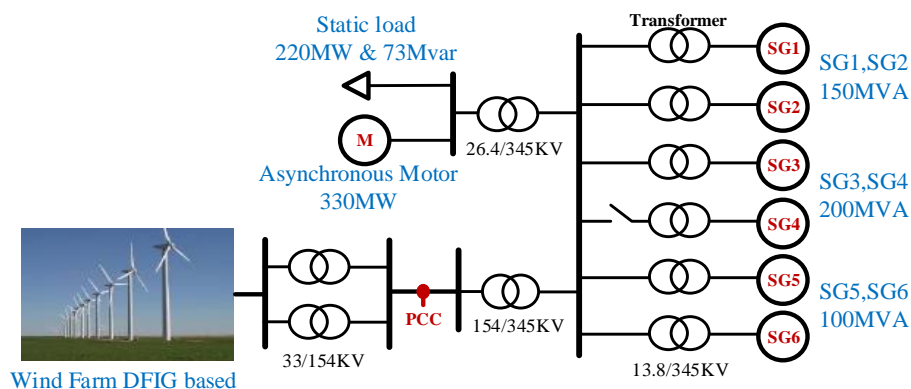 Static load
220MW & 73Mvar
M
Asynchronous Motor
330MW
26.4/345KV
Transformer
SG1
SG2
SG3
SG4
SG5
SG6
SG1,SG2
150MVA
SG3,SG4
200MVA
SG5,SG6
100MVA
PCC
33/154KV
154/345KV
13.8/345KV
Wind Farm DFIG based